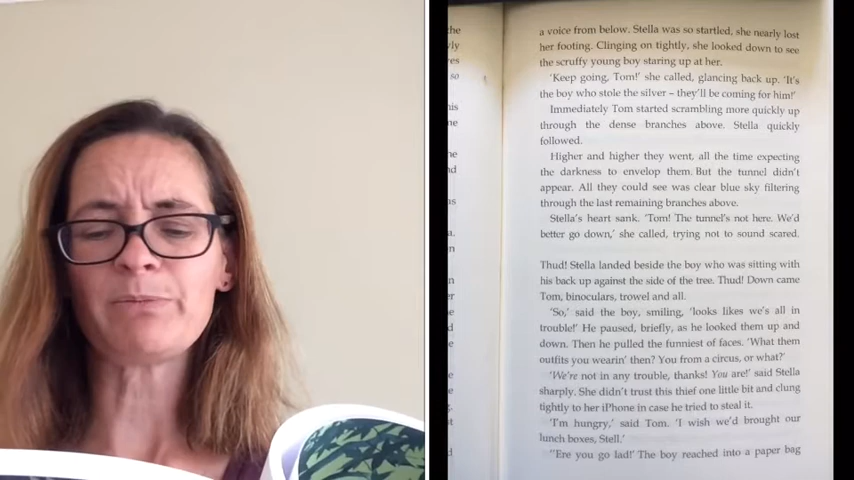 the
a voice from below. Stella was so startled, she nearly lost
her footing. Clinging on tightly, she looked down to see
the scruffy young boy staring up at her.
'Keep going, Tom!' she called, glancing back up. 'It's
the boy who stole the silver – they'll be coming for him!'
Immediately Tom started scrambling more quickly up
through the dense branches above. Stella quickly
followed.
Higher and higher they went, all the time expecting
the darkness to envelop them. But the tunnel didn't
appear. All they could see was clear blue sky filtering
through the last remaining branches above.
Stella's heart sank. 'Tom! The tunnel's not here. We'd
better go down,' she called, trying not to sound scared.
Thud! Stella landed beside the boy who was sitting with
his back up against the side of the tree. Thud! Down came
Tom, binoculars, trowel and all.
'So,' said the boy, smiling, 'looks likes we's all in
trouble!' He paused, briefly, as he looked them up and
down. Then he pulled the funniest of faces. 'What them
outfits you wearin' then? You from a circus, or what?'
'We're not in any trouble, thanks! You are!' said Stella
sharply. She didn't trust this thief one little bit and clung
tightly to her iPhone in case he tried to steal it.
'I'm hungry,' said Tom. 'I wish we'd brought our
lunch boxes, Stell.'
''Ere you go lad!' The boy reached into a paper bag